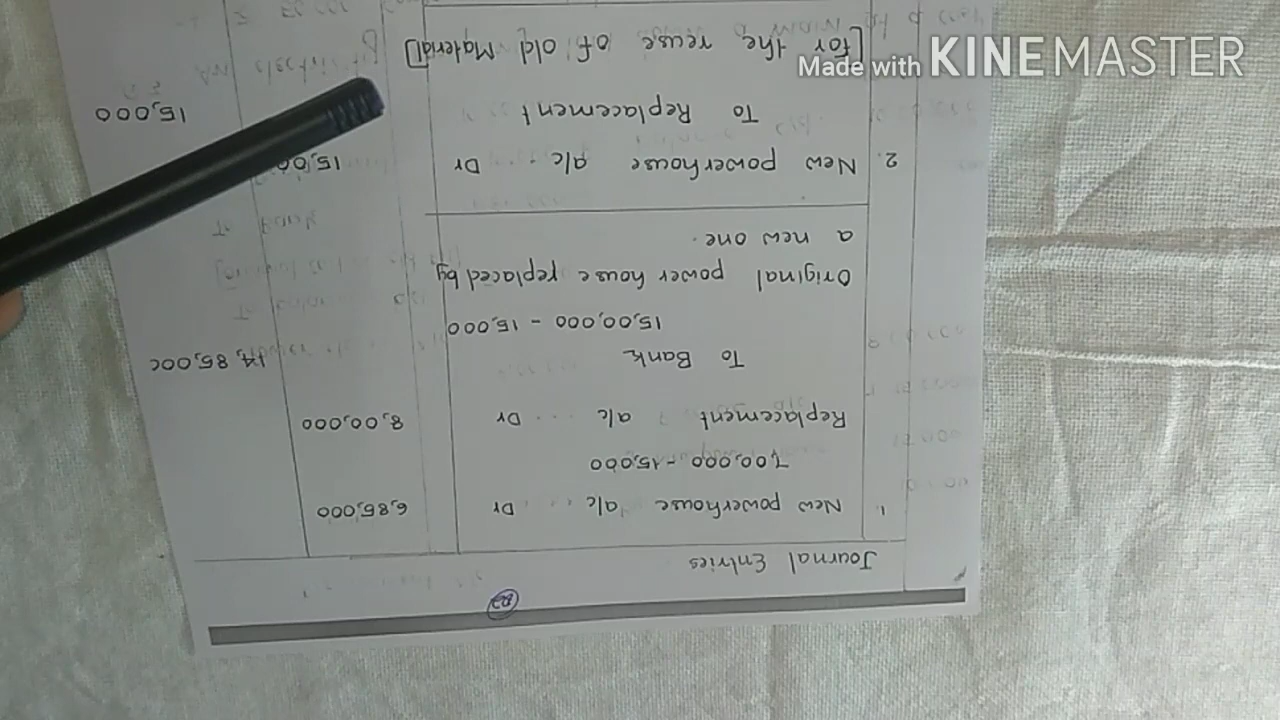 Journal Entries
1. New powerhouse a/c ... Dr 6,85,000
7,00,000 - 15,000
Replacement a/c ... Dr 8,00,000
To Bank 14,85,000
15,00,000 - 15,000
Original power house replaced by
a new one.
2. New powerhouse a/c ... Dr
To Replacement 15,000
[for the reuse of old Material]
Made with KINEMASTER